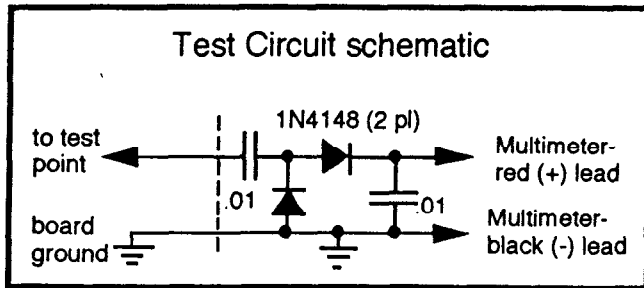 Test Circuit schematic
1N4148 (2 pl)
to test
point
Multimeter-
red (+) lead
.01
.01
board
ground
Multimeter-
black (-) lead